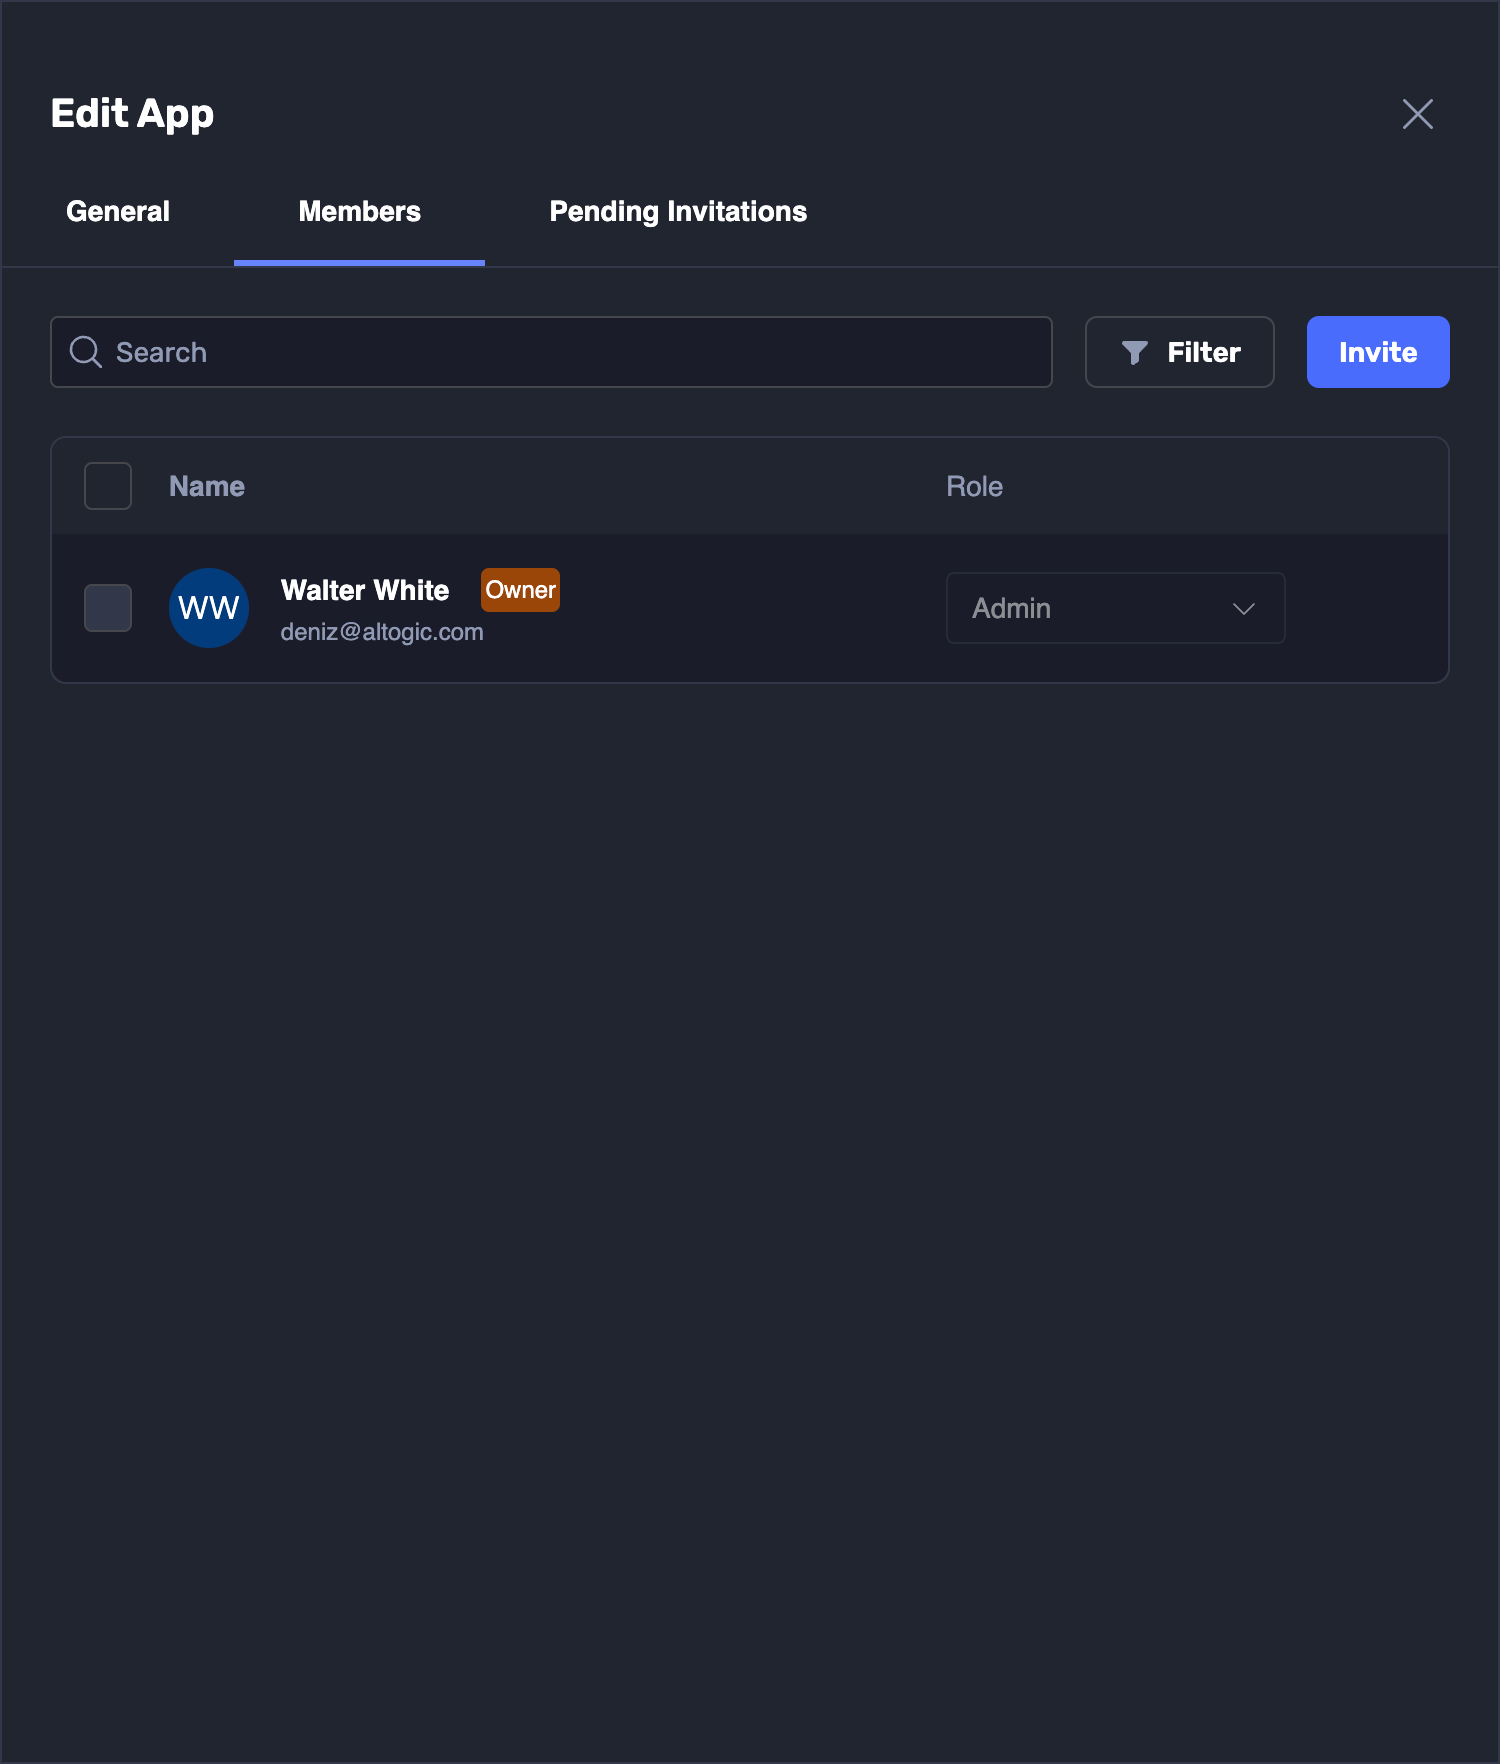 Edit App
General Members Pending Invitations
Search Filter Invite
Name Role
WW Walter White Owner Admin
deniz@altogic.com